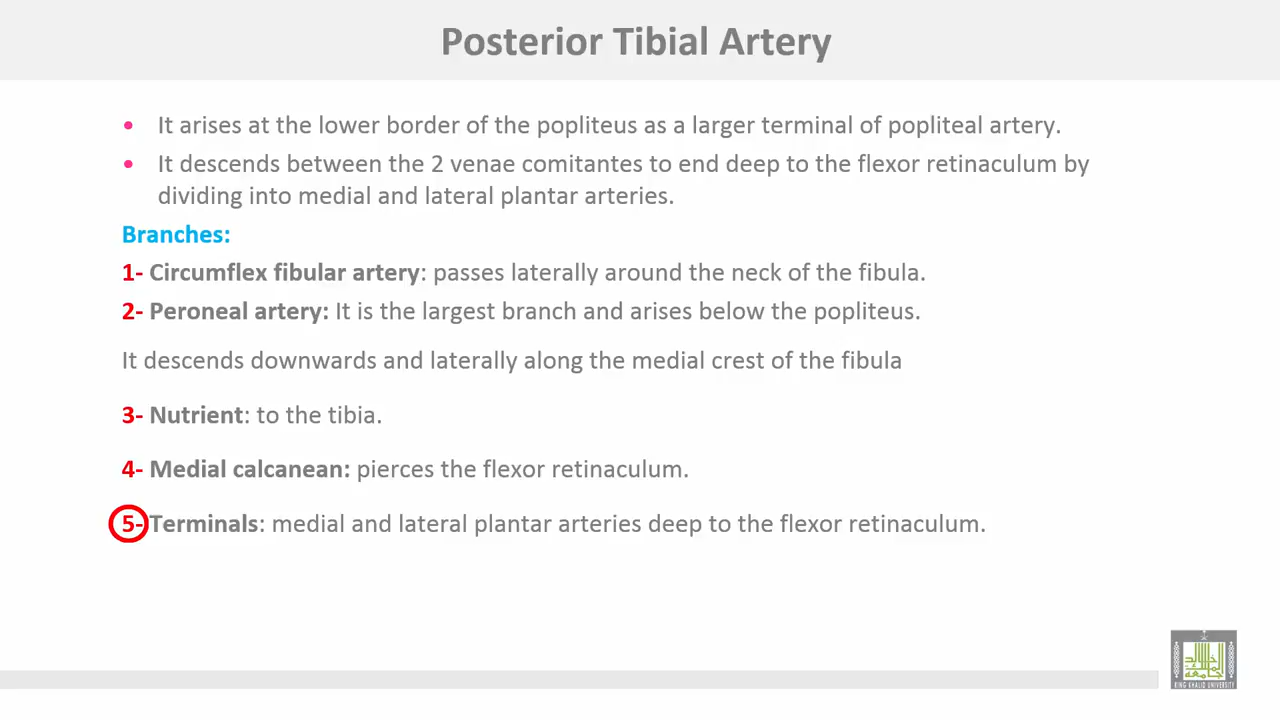 Posterior Tibial Artery
• It arises at the lower border of the popliteus as a larger terminal of popliteal artery.
• It descends between the 2 venae comitantes to end deep to the flexor retinaculum by
dividing into medial and lateral plantar arteries.
Branches:
1- Circumflex fibular artery: passes laterally around the neck of the fibula.
2- Peroneal artery: It is the largest branch and arises below the popliteus.
It descends downwards and laterally along the medial crest of the fibula
3- Nutrient: to the tibia.
4- Medial calcanean: pierces the flexor retinaculum.
5- Terminals: medial and lateral plantar arteries deep to the flexor retinaculum.
KING KHALID UNIVERSITY